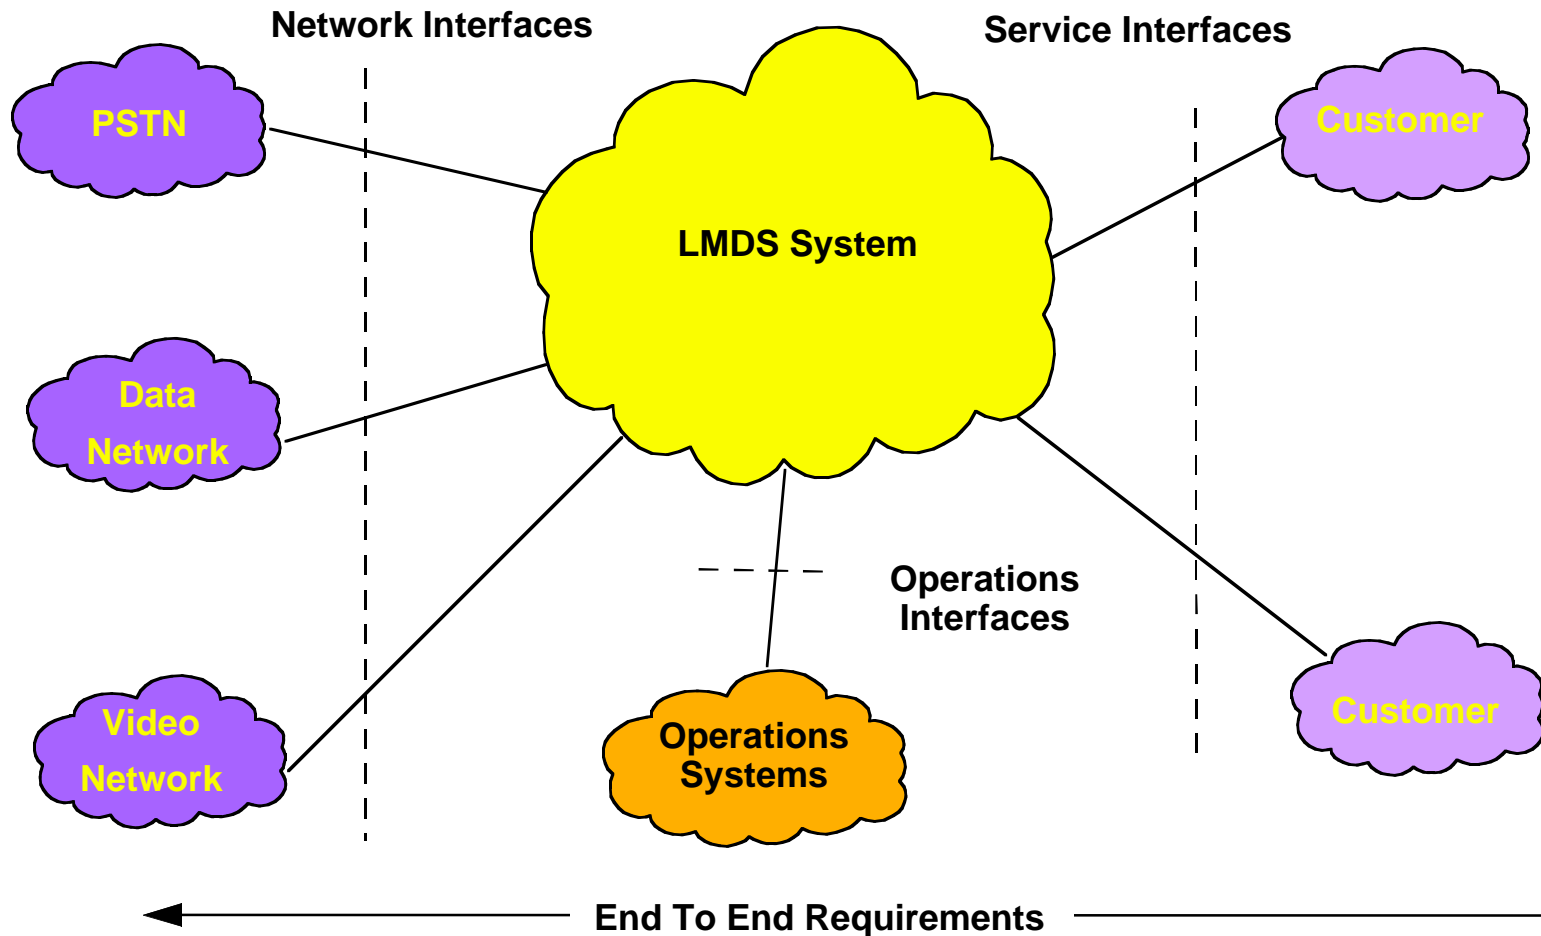 Network Interfaces
Service Interfaces
PSTN
Customer
LMDS System
Data
Network
Operations
Interfaces
Video
Network
Operations
Systems
Customer
End To End Requirements